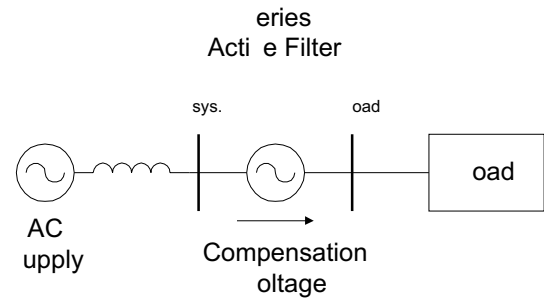 eries
Acti e Filter
sys.
oad
oad
AC
upply
Compensation
oltage